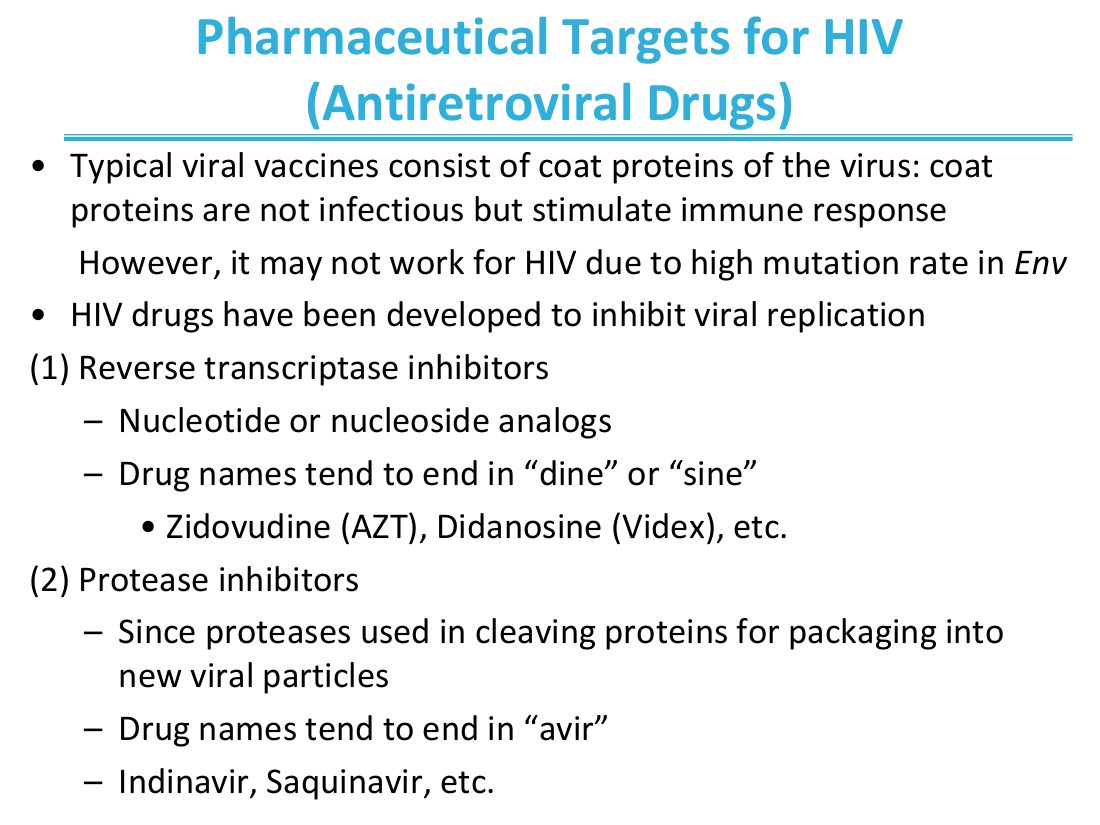 Pharmaceutical Targets for HIV
(Antiretroviral Drugs)
• Typical viral vaccines consist of coat proteins of the virus: coat
proteins are not infectious but stimulate immune response
However, it may not work for HIV due to high mutation rate in Env
• HIV drugs have been developed to inhibit viral replication
(1) Reverse transcriptase inhibitors
– Nucleotide or nucleoside analogs
– Drug names tend to end in “dine” or “sine”
• Zidovudine (AZT), Didanosine (Videx), etc.
(2) Protease inhibitors
– Since proteases used in cleaving proteins for packaging into
new viral particles
– Drug names tend to end in “avir”
– Indinavir, Saquinavir, etc.